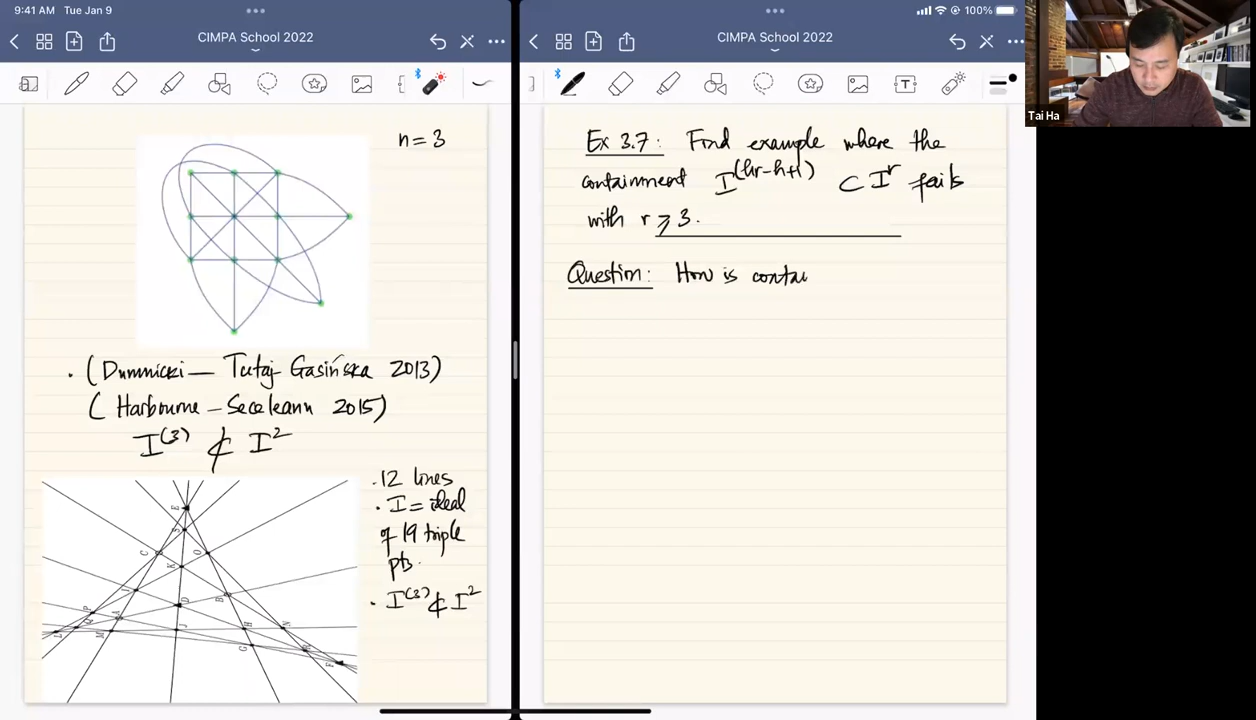 9:41 AM Tue Jan 9
100%
CIMPA School 2022
CIMPA School 2022
T
Tai Ha
n = 3
. (Dumnicki — Tutaj-Gasińska 2013)
(Harbourne – Seceleanu 2015)
I⁽³⁾ ⊄ I²
. 12 lines
. I = ideal
of 19 triple
pts.
. I⁽³⁾ ⊄ I²
E
S
C
O
K
I
D
B
P
A
Q
L
M
J
H
N
G
F
Ex 3.7: Find example where the
containment I^(hr-h+1) ⊂ I^r fails
with r ⩾ 3.
Question: How is contai